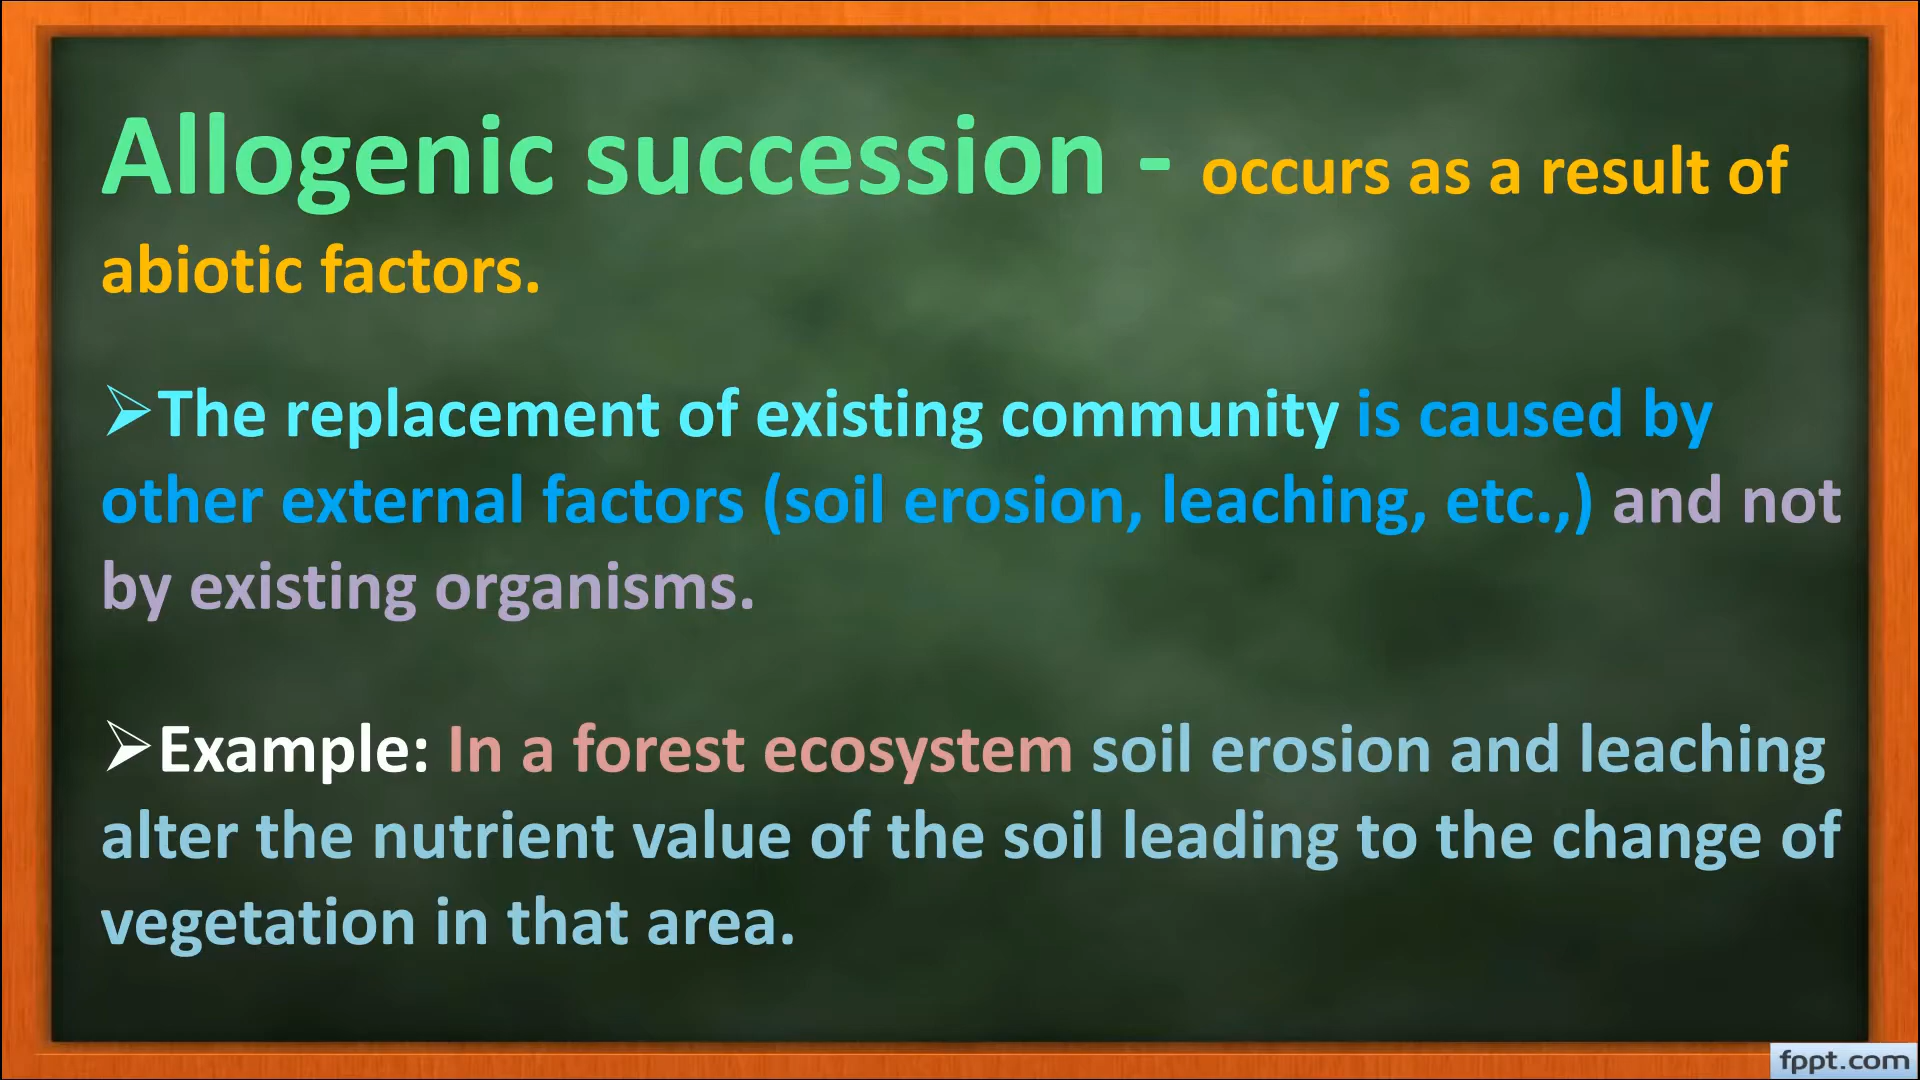 Allogenic succession - occurs as a result of
abiotic factors.
➢The replacement of existing community is caused by
other external factors (soil erosion, leaching, etc.,) and not
by existing organisms.
➢Example: In a forest ecosystem soil erosion and leaching
alter the nutrient value of the soil leading to the change of
vegetation in that area.
fppt.com